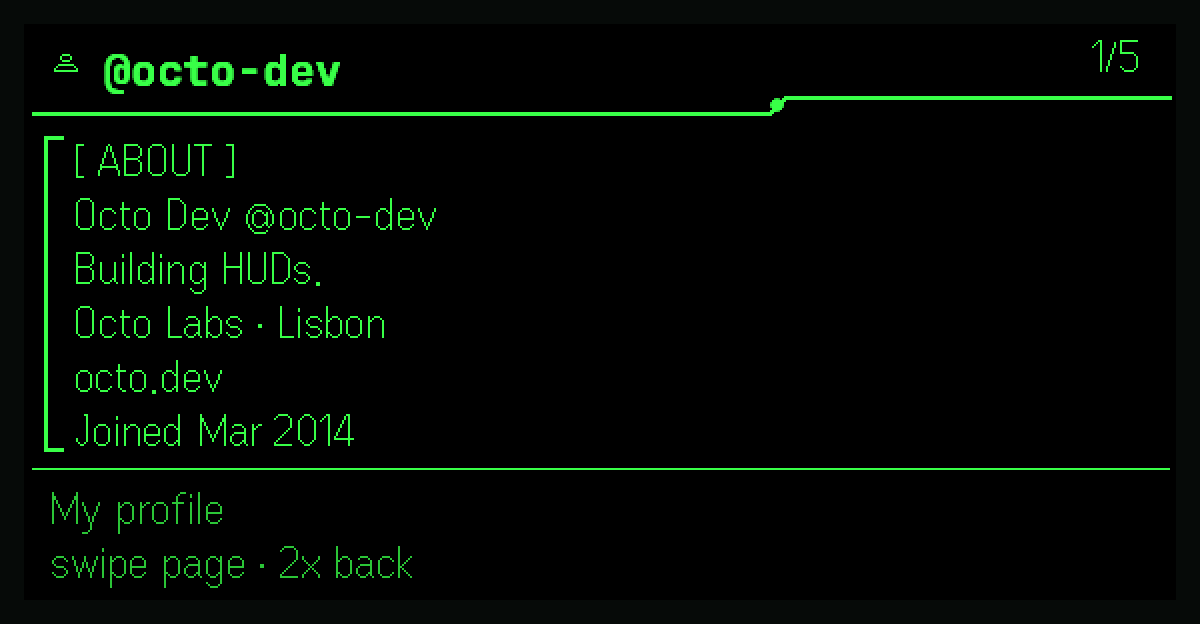 @octo-dev
1/5
[ ABOUT ]
Octo Dev @octo-dev
Building HUDs.
Octo Labs · Lisbon
octo.dev
Joined Mar 2014
My profile
swipe page · 2x back